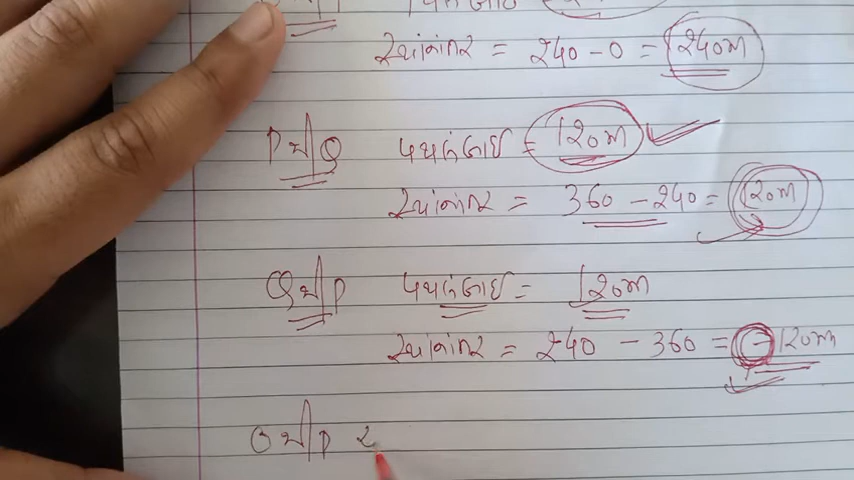 સ્થાનાંતર = 240 - 0 = 240m
P થી Q પથલંબાઈ = 120m
સ્થાનાંતર = 360 - 240 = 120m
Q થી P પથલંબાઈ = 120m
સ્થાનાંતર = 240 - 360 = - 120m
O થી P